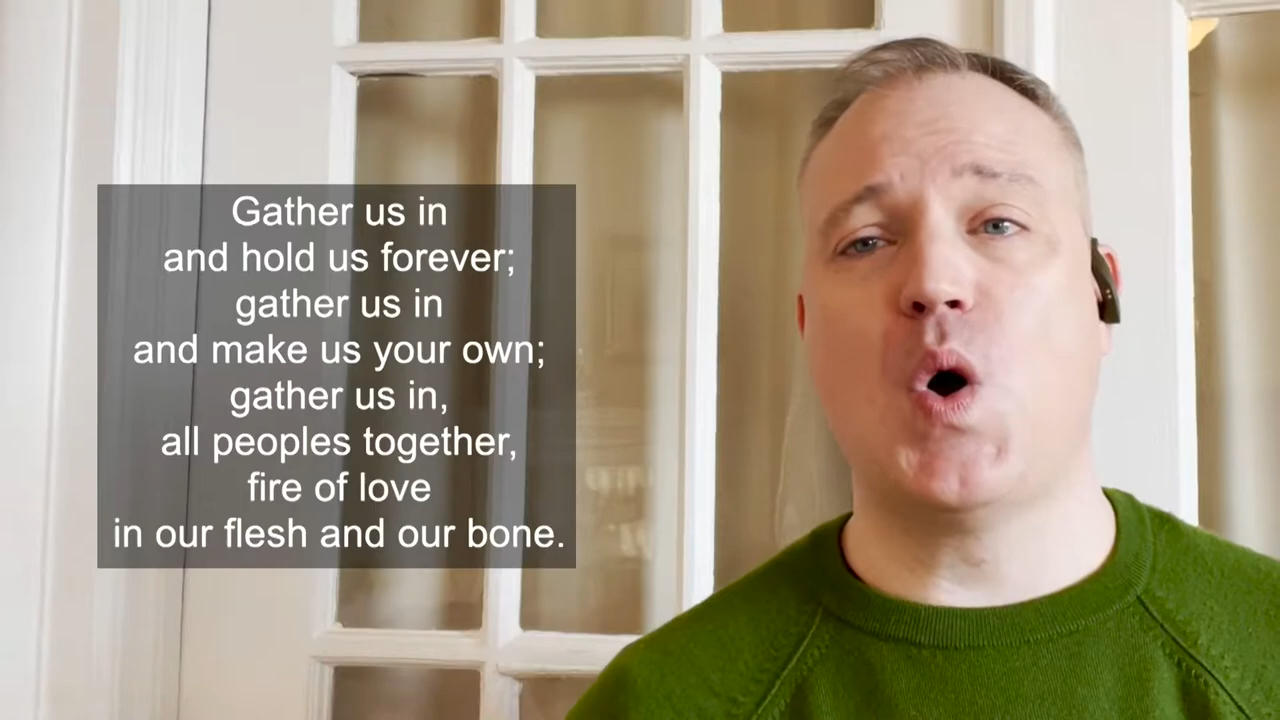 Gather us in
and hold us forever;
gather us in
and make us your own;
gather us in,
all peoples together,
fire of love
in our flesh and our bone.